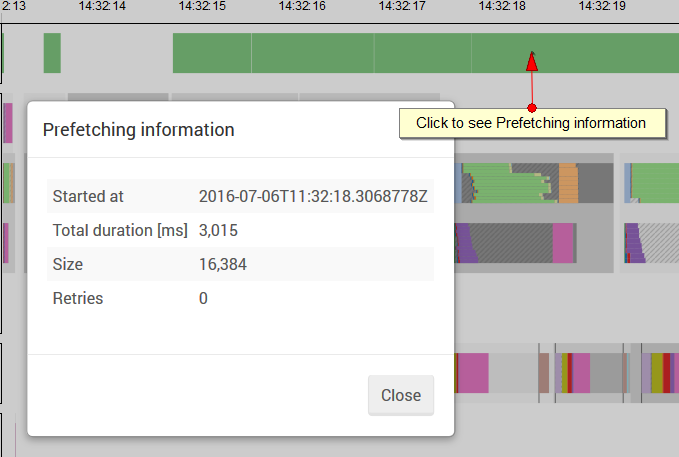 2:13 14:32:14 14:32:15 14:32:16 14:32:17 14:32:18 14:32:19
Click to see Prefetching information
Prefetching information
Started at 2016-07-06T11:32:18.3068778Z
Total duration [ms] 3,015
Size 16,384
Retries 0
Close